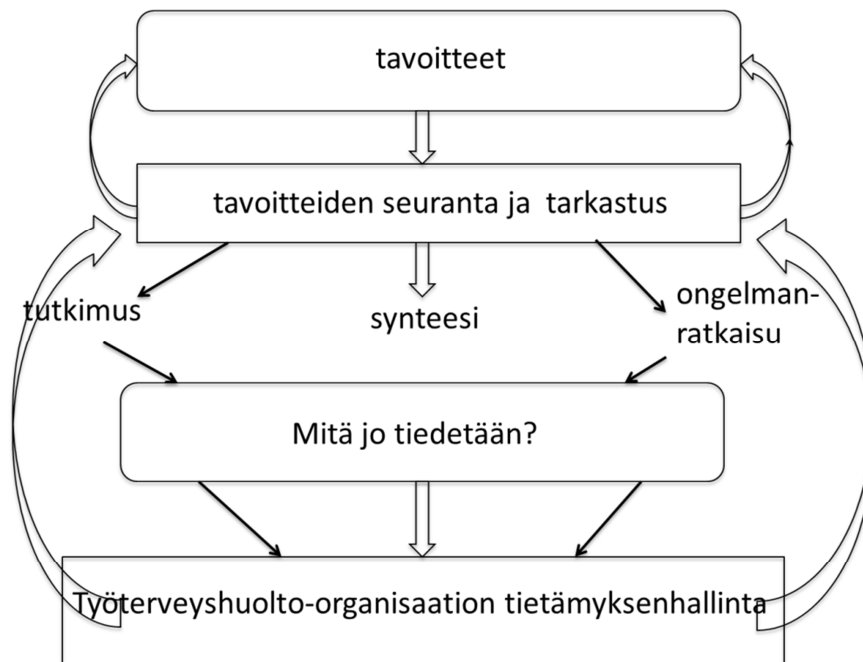 tavoitteet
tavoitteiden seuranta ja tarkastus
tutkimus
synteesi
ongelman-
ratkaisu
Mitä jo tiedetään?
Työterveyshuolto-organisaation tietämyksenhallinta